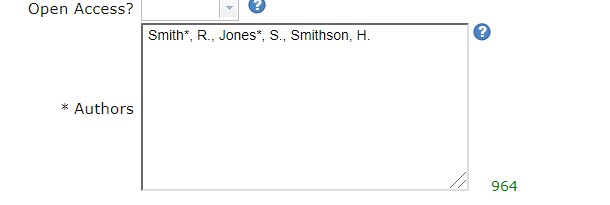 Open Access?
Smith*, R., Jones*, S., Smithson, H.
* Authors
964